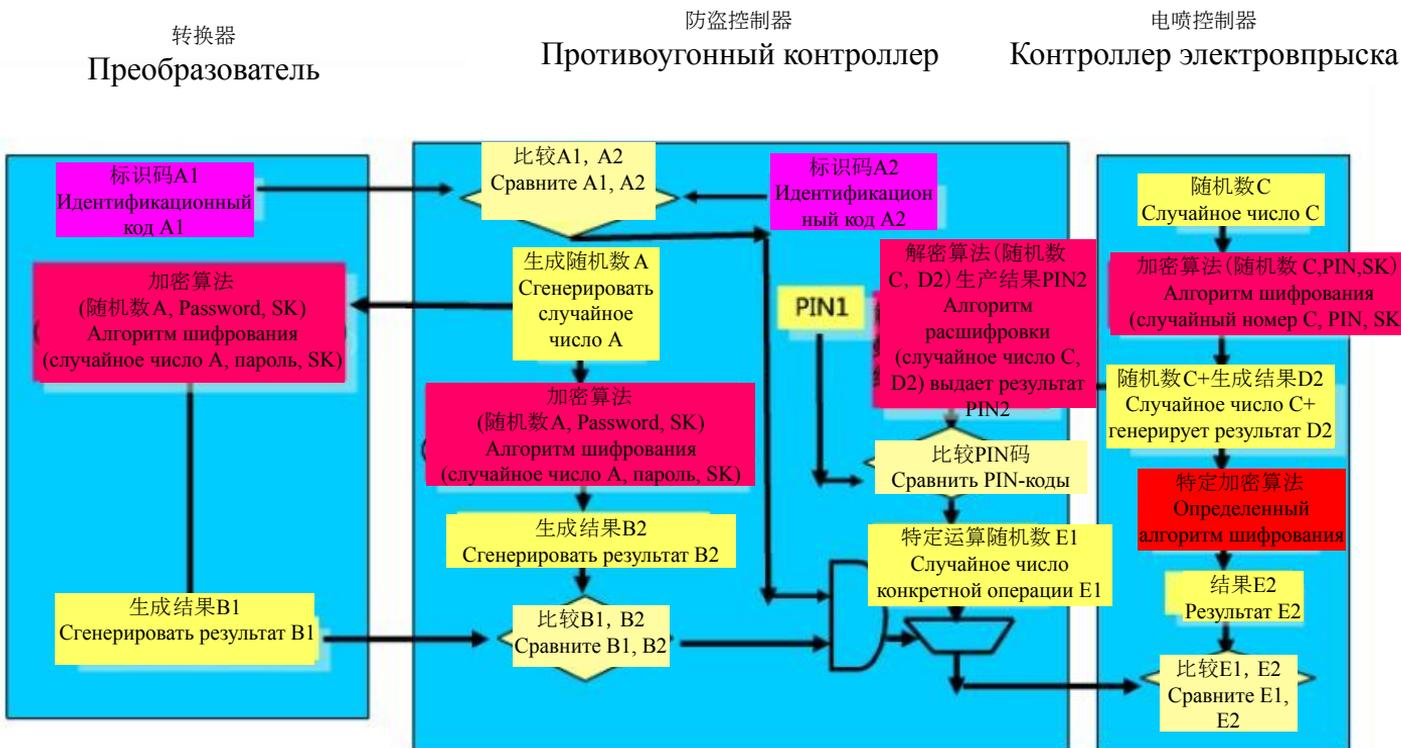 转换器
Преобразователь
防盗控制器
Противоугонный контроллер
电喷控制器
Контроллер электровпрыска
标识码A1
Идентификационный
код A1
加密算法
(随机数A, Password, SK)
Алгоритм шифрования
(случайное число A, пароль, SK)
生成结果B1
Сгенерировать результат B1
比较A1, A2
Сравните A1, A2
标识码A2
Идентификацион
ный код A2
生成随机数 A
Сгенерировать
случайное
число A
加密算法
(随机数A, Password, SK)
Алгоритм шифрования
(случайное число A, пароль, SK)
生成结果B2
Сгенерировать результат B2
比较B1, B2
Сравните B1, B2
PIN1
解密算法(随机数
C, D2)生产结果PIN2
Алгоритм
расшифровки
(случайное число C,
D2) выдает результат
PIN2
比较PIN码
Сравнить PIN-коды
特定运算随机数 E1
Случайное число
конкретной операции E1
随机数C
Случайное число C
加密算法(随机数 C,PIN,SK)
Алгоритм шифрования
(случайный номер C, PIN, SK
随机数C+生成结果D2
Случайное число C+
генерирует результат D2
特定加密算法
Определенный
алгоритм шифрования
结果E2
Результат E2
比较E1, E2
Сравните E1,
E2